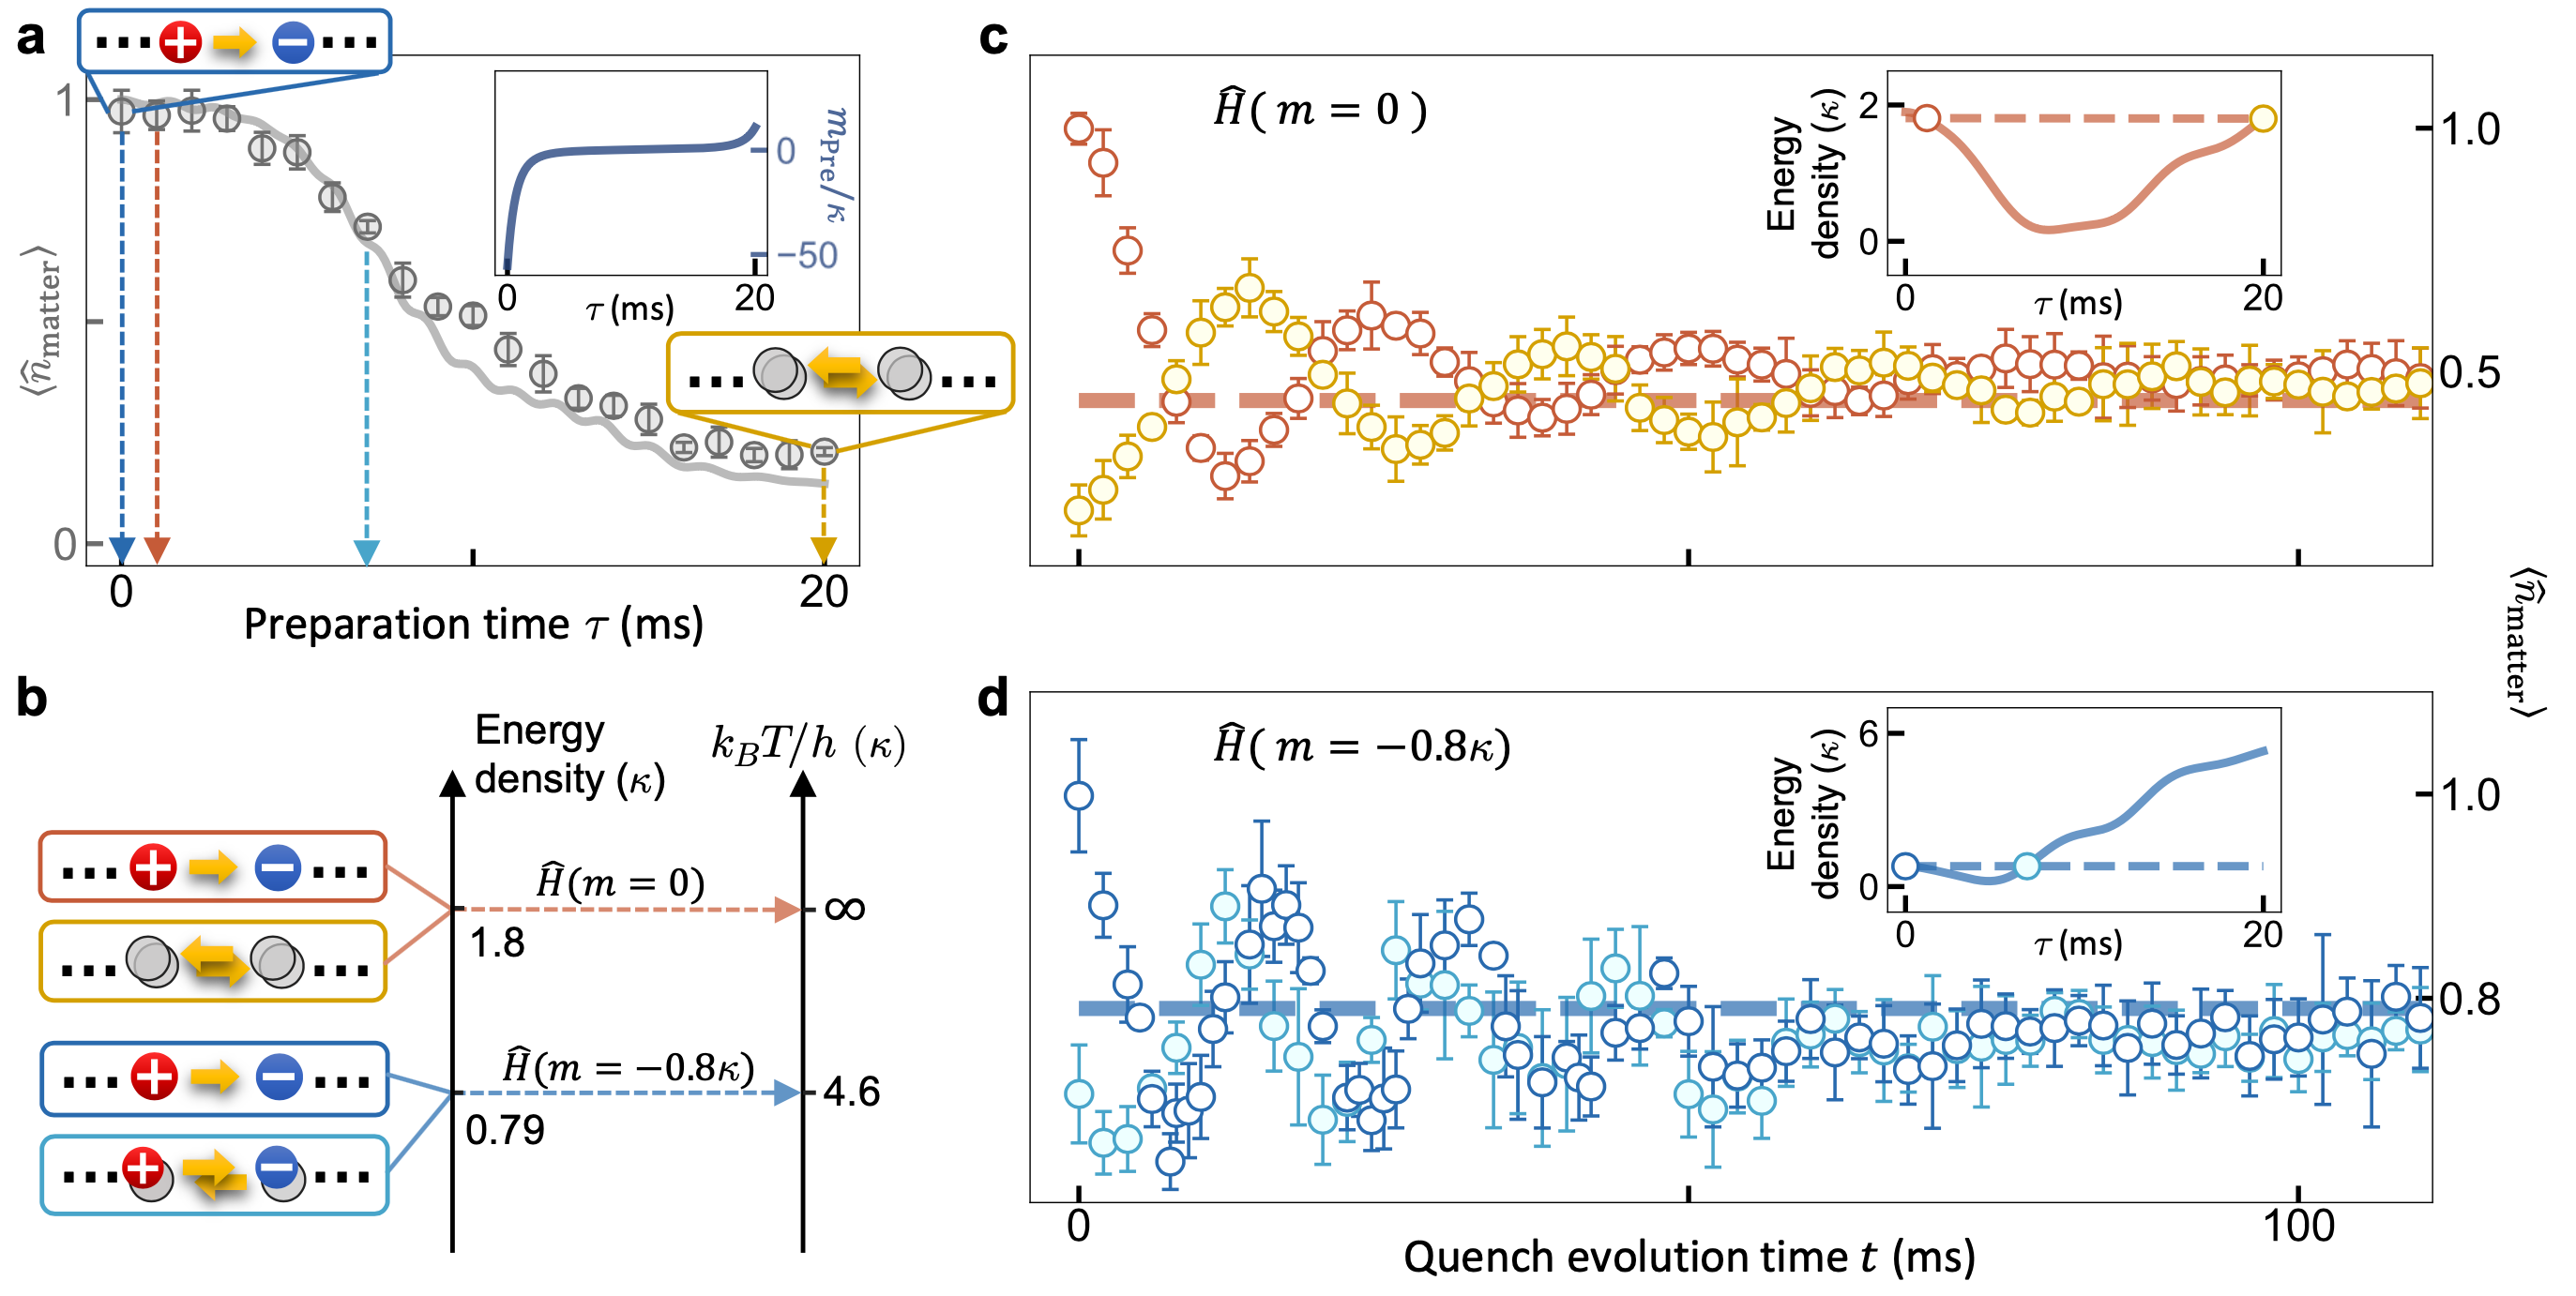 a
··· + − ···
1
0
⟨n̂matter⟩
0
−50
mPre/κ
0
20
τ (ms)
··· ···
0
20
Preparation time τ (ms)
b
Energy
density (κ)
kBT/h (κ)
··· + − ···
Ĥ(m = 0)
∞
1.8
··· ···
··· + − ···
Ĥ(m = −0.8κ)
4.6
0.79
··· + − ···
c
Ĥ( m = 0 )
Energy
density (κ)
2
0
0
20
τ (ms)
1.0
0.5
⟨n̂matter⟩
d
Ĥ( m = −0.8κ)
Energy
density (κ)
6
0
0
20
τ (ms)
1.0
0.8
0
100
Quench evolution time t (ms)